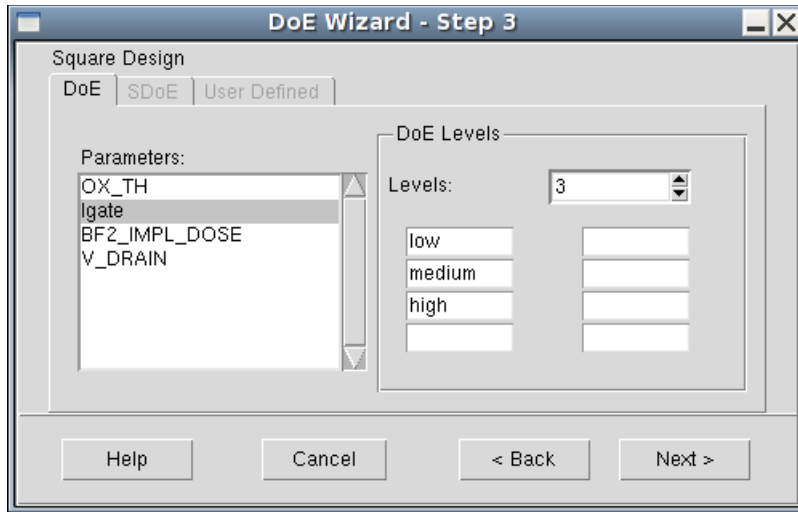 DoE Wizard - Step 3
Square Design
DoE SDoE User Defined
Parameters:
OX_TH
lgate
BF2_IMPL_DOSE
V_DRAIN
DoE Levels
Levels: 3
low
medium
high
Help Cancel < Back Next >